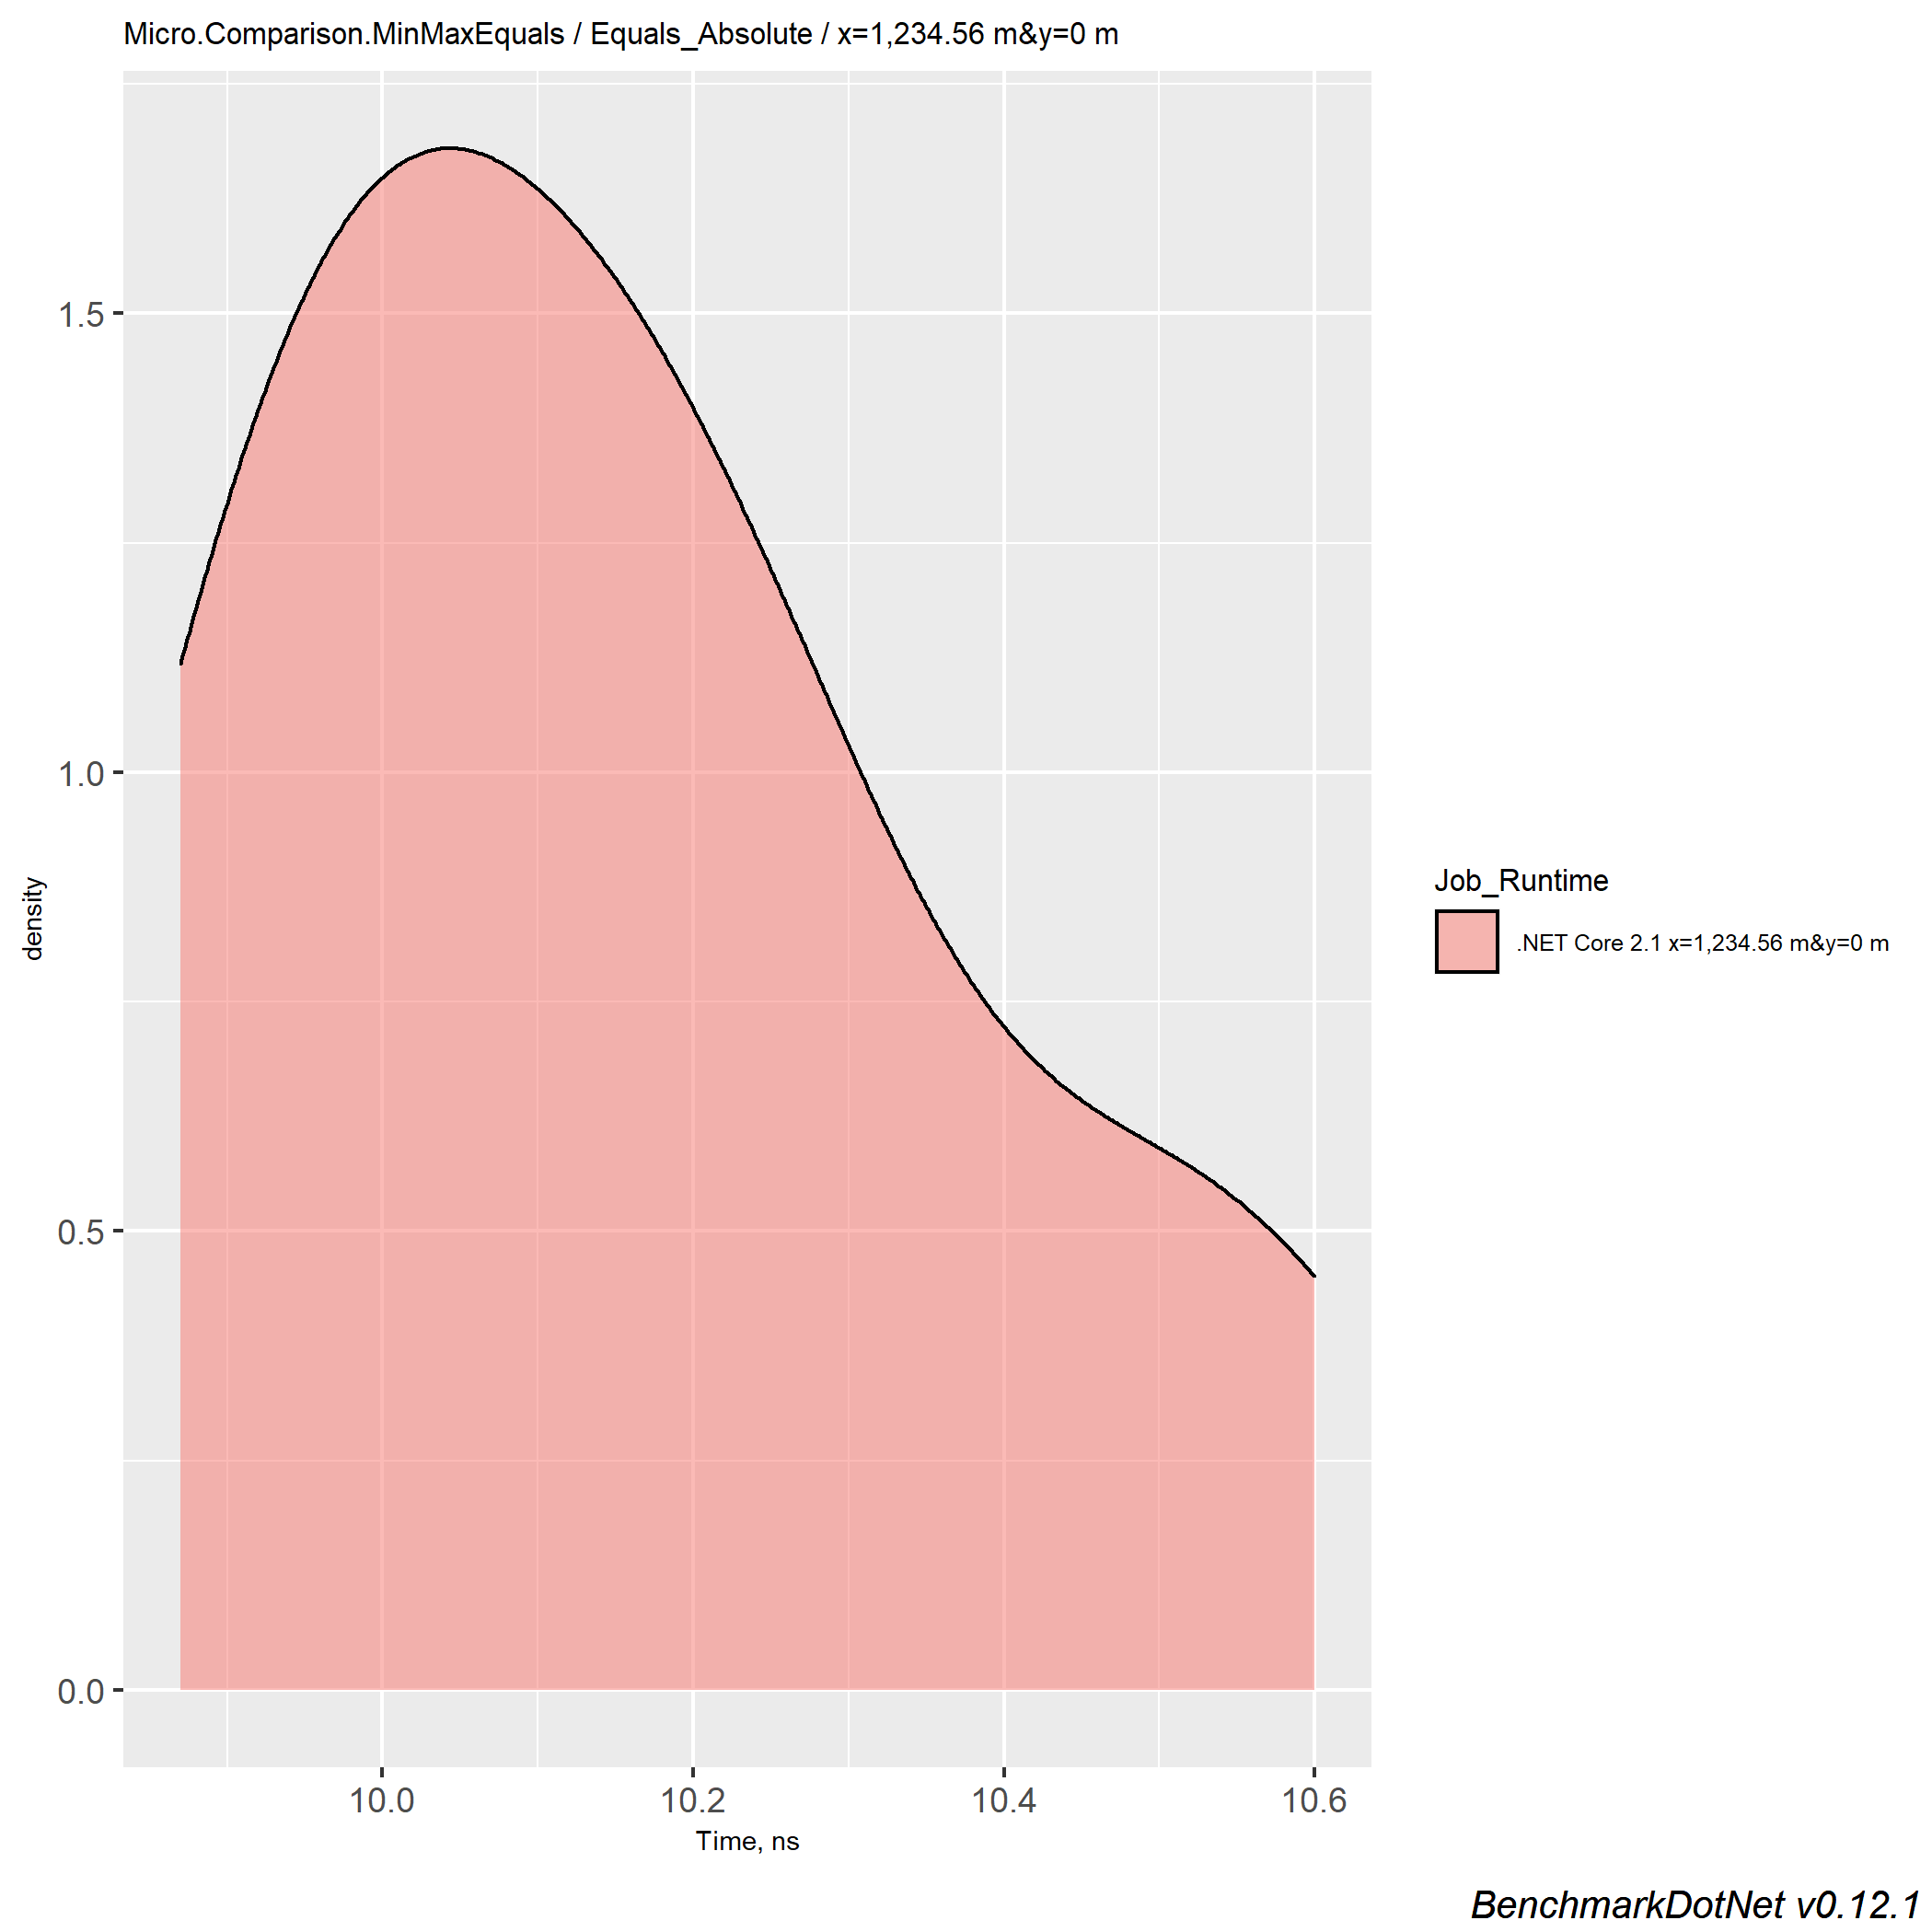 Micro.Comparison.MinMaxEquals / Equals_Absolute / x=1,234.56 m&y=0 m
1.5
1.0
0.5
0.0
density
10.0 10.2 10.4 10.6
Time, ns
Job_Runtime
.NET Core 2.1 x=1,234.56 m&y=0 m
BenchmarkDotNet v0.12.1